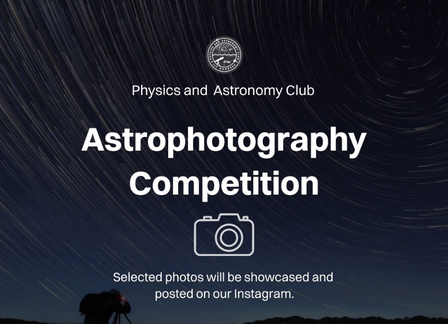 Physics and Astronomy Club
Astrophotography
Competition
Selected photos will be showcased and
posted on our Instagram.